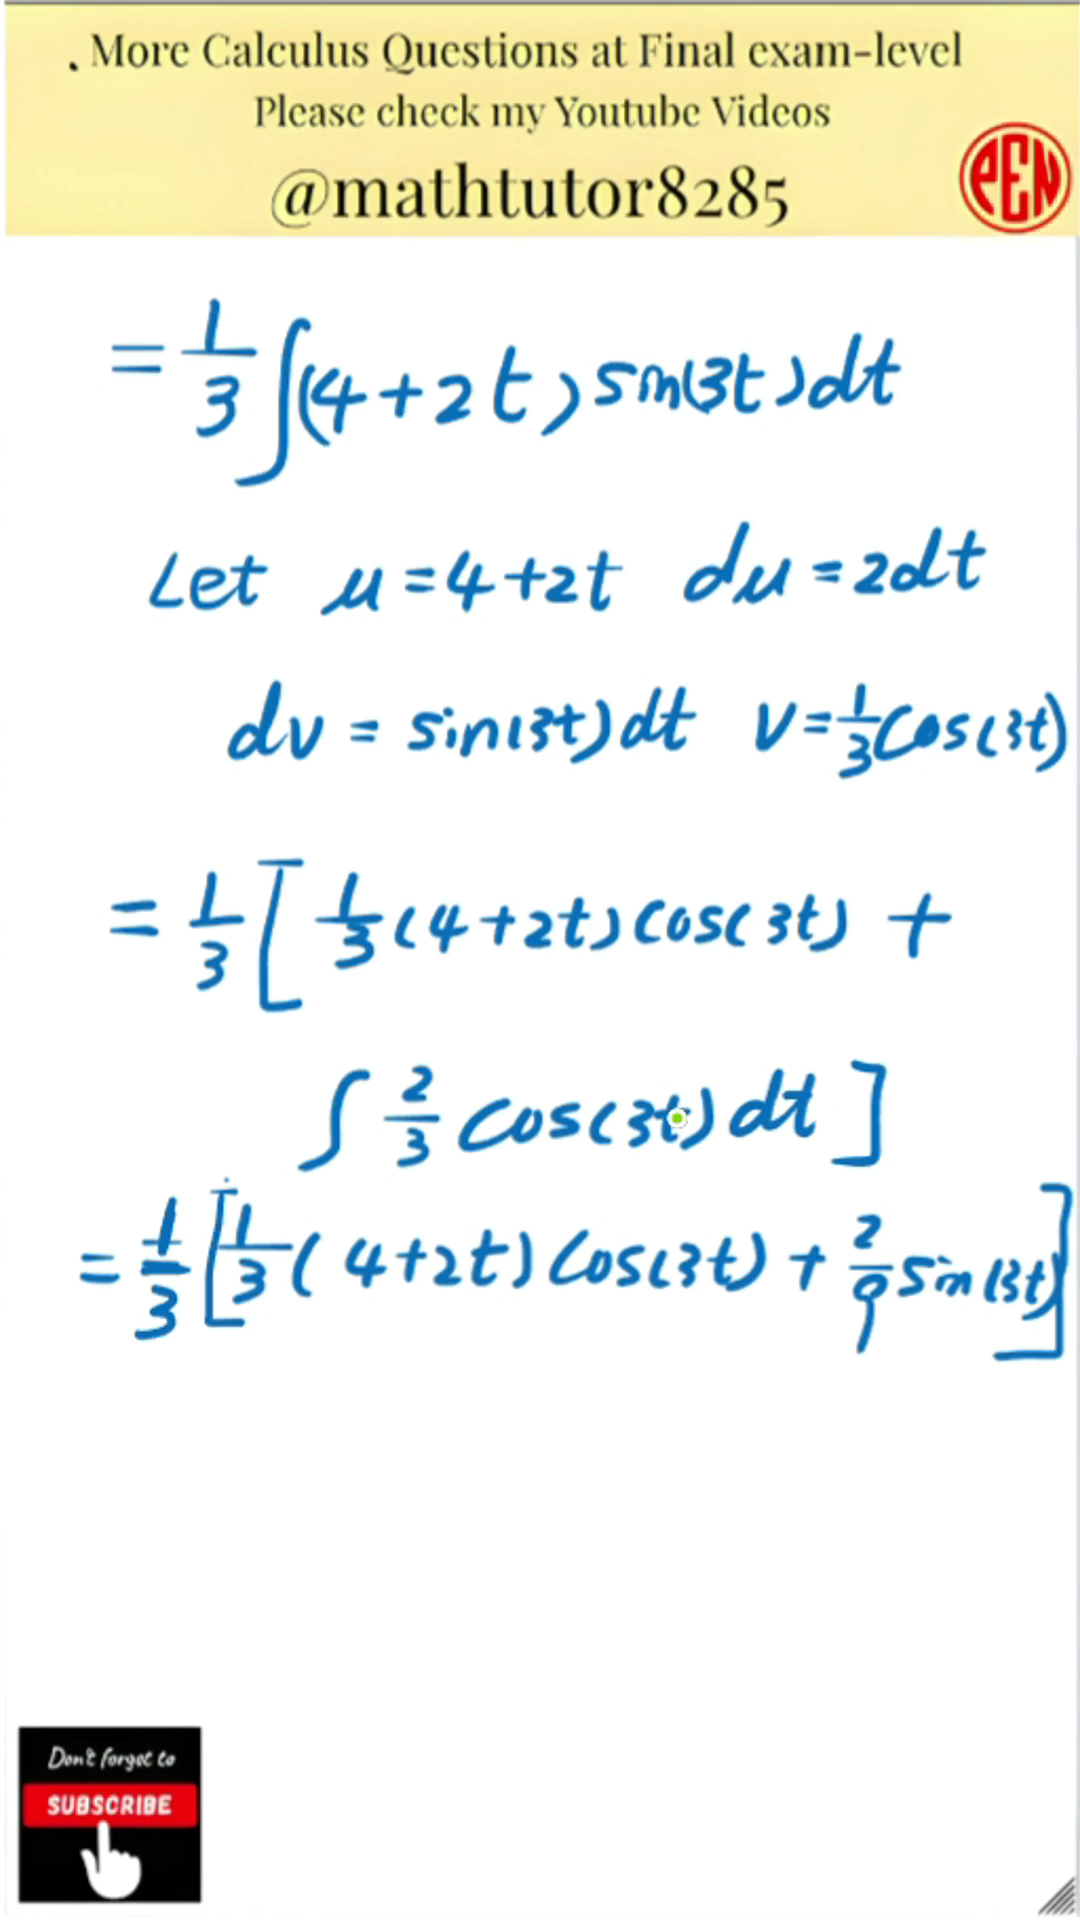 . More Calculus Questions at Final exam-level
Please check my Youtube Videos
@mathtutor8285
PEN
= 1/3 ∫(4+2t) sin(3t) dt
Let u = 4+2t du = 2dt
dv = sin(3t) dt v = 1/3 cos(3t)
= 1/3 [ 1/3 (4+2t) cos(3t) +
∫ 2/3 cos(3t) dt ]
= 1/3 [ 1/3 (4+2t) cos(3t) + 2/9 sin(3t) ]
Don't forget to
SUBSCRIBE